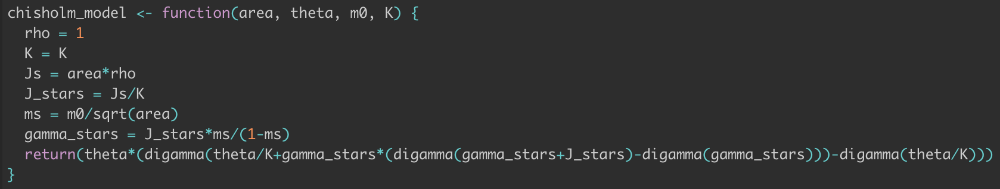 chisholm_model <- function(area, theta, m0, K) {
  rho = 1
  K = K
  Js = area*rho
  J_stars = Js/K
  ms = m0/sqrt(area)
  gamma_stars = J_stars*ms/(1-ms)
  return(theta*(digamma(theta/K+gamma_stars*(digamma(gamma_stars+J_stars)-digamma(gamma_stars)))-digamma(theta/K)))
}